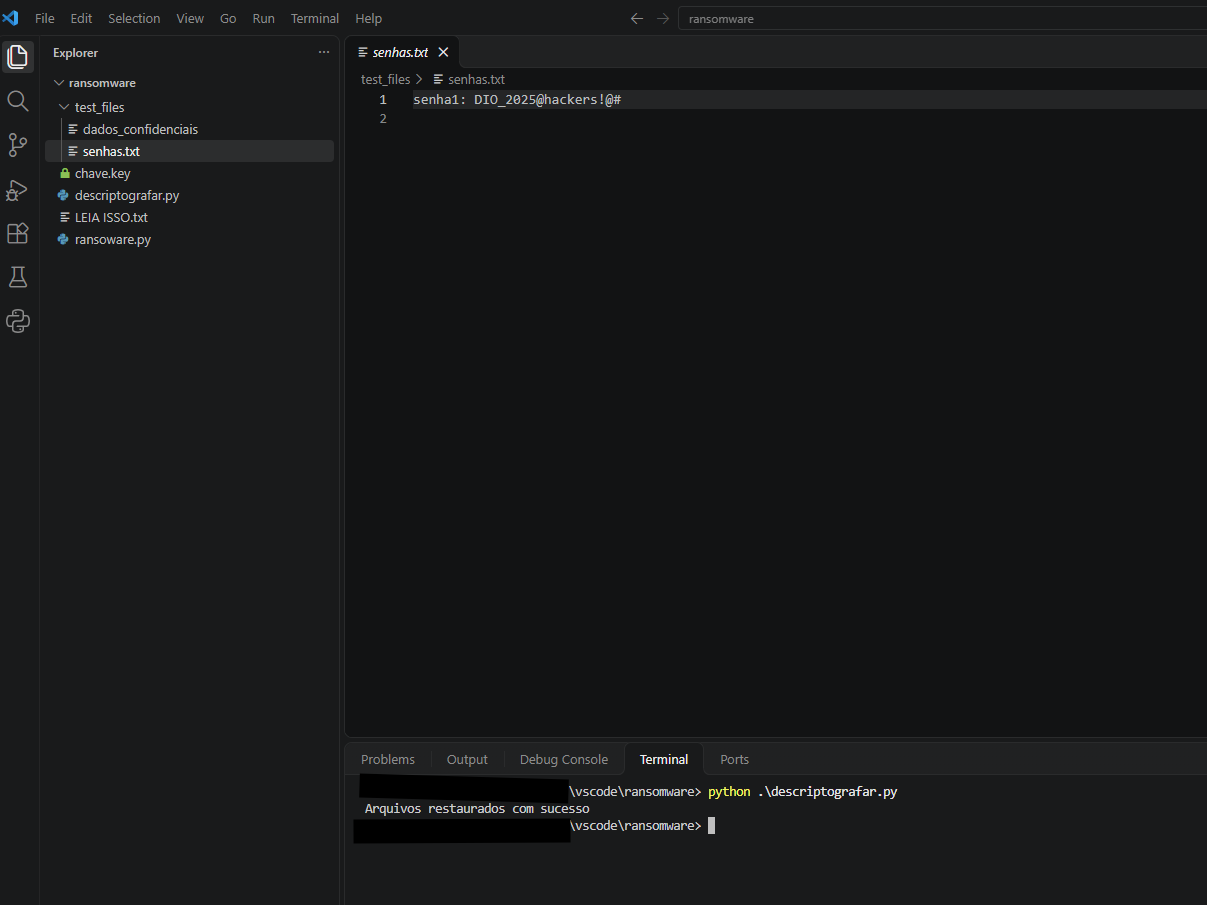 File Edit Selection View Go Run Terminal Help
ransomware
Explorer
ransomware
test_files
dados_confidenciais
senhas.txt
chave.key
descriptografar.py
LEIA ISSO.txt
ransoware.py
senhas.txt
test_files > senhas.txt
1 senha1: DIO_2025@hackers!@#
2
Problems Output Debug Console Terminal Ports
\vscode\ransomware> python .\descriptografar.py
Arquivos restaurados com sucesso
\vscode\ransomware>